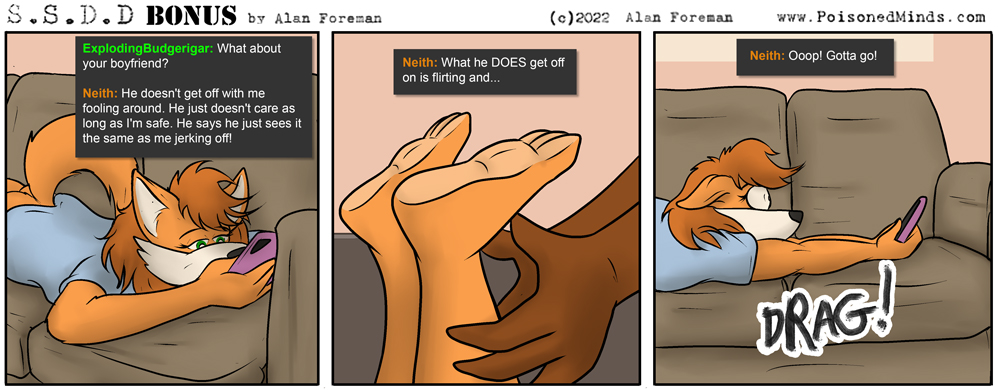 S.S.D.D BONUS by Alan Foreman (c)2022 Alan Foreman www.PoisonedMinds.com
ExplodingBudgerigar: What about
your boyfriend?
Neith: He doesn't get off with me
fooling around. He just doesn't care as
long as I'm safe. He says he just sees it
the same as me jerking off!
Neith: What he DOES get off
on is flirting and...
Neith: Ooop! Gotta go!
DRAG!